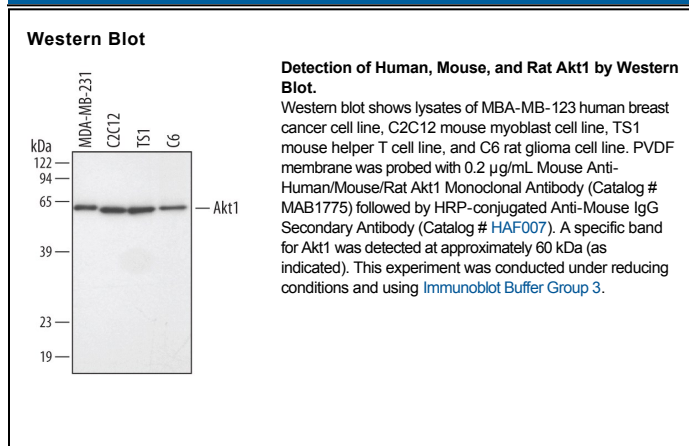 Western Blot
MDA-MB-231
C2C12
TS1
C6
kDa
122
94
65
39
23
19
Akt1
Detection of Human, Mouse, and Rat Akt1 by Western
Blot.
Western blot shows lysates of MBA-MB-123 human breast
cancer cell line, C2C12 mouse myoblast cell line, TS1
mouse helper T cell line, and C6 rat glioma cell line. PVDF
membrane was probed with 0.2 µg/mL Mouse Anti-
Human/Mouse/Rat Akt1 Monoclonal Antibody (Catalog #
MAB1775) followed by HRP-conjugated Anti-Mouse IgG
Secondary Antibody (Catalog # HAF007). A specific band
for Akt1 was detected at approximately 60 kDa (as
indicated). This experiment was conducted under reducing
conditions and using Immunoblot Buffer Group 3.